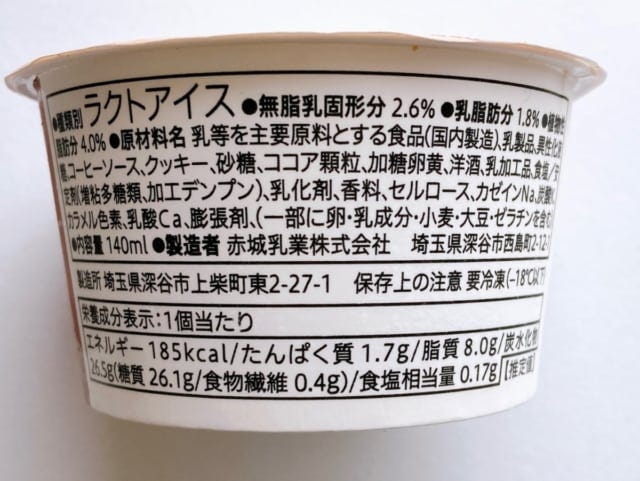 ●種類別 ラクトアイス ●無脂乳固形分 2.6% ●乳脂肪分 1.8% ●植物性
脂肪分 4.0% ●原材料名 乳等を主要原料とする食品(国内製造)、乳製品、異性化液
糖、コーヒーソース、クッキー、砂糖、ココア顆粒、加糖卵黄、洋酒、乳加工品、食塩/安
定剤(増粘多糖類、加工デンプン)、乳化剤、香料、セルロース、カゼインNa、炭酸
カラメル色素、乳酸Ca、膨張剤、(一部に卵・乳成分・小麦・大豆・ゼラチンを含む)
●内容量 140ml ●製造者 赤城乳業株式会社 埼玉県深谷市西島町2-12-1
製造所 埼玉県深谷市上柴町東2-27-1 保存上の注意 要冷凍(−18℃以下)
栄養成分表示:1個当たり
エネルギー 185kcal/たんぱく質 1.7g/脂質 8.0g/炭水化物
26.5g(糖質 26.1g/食物繊維 0.4g)/食塩相当量 0.17g【推定値】